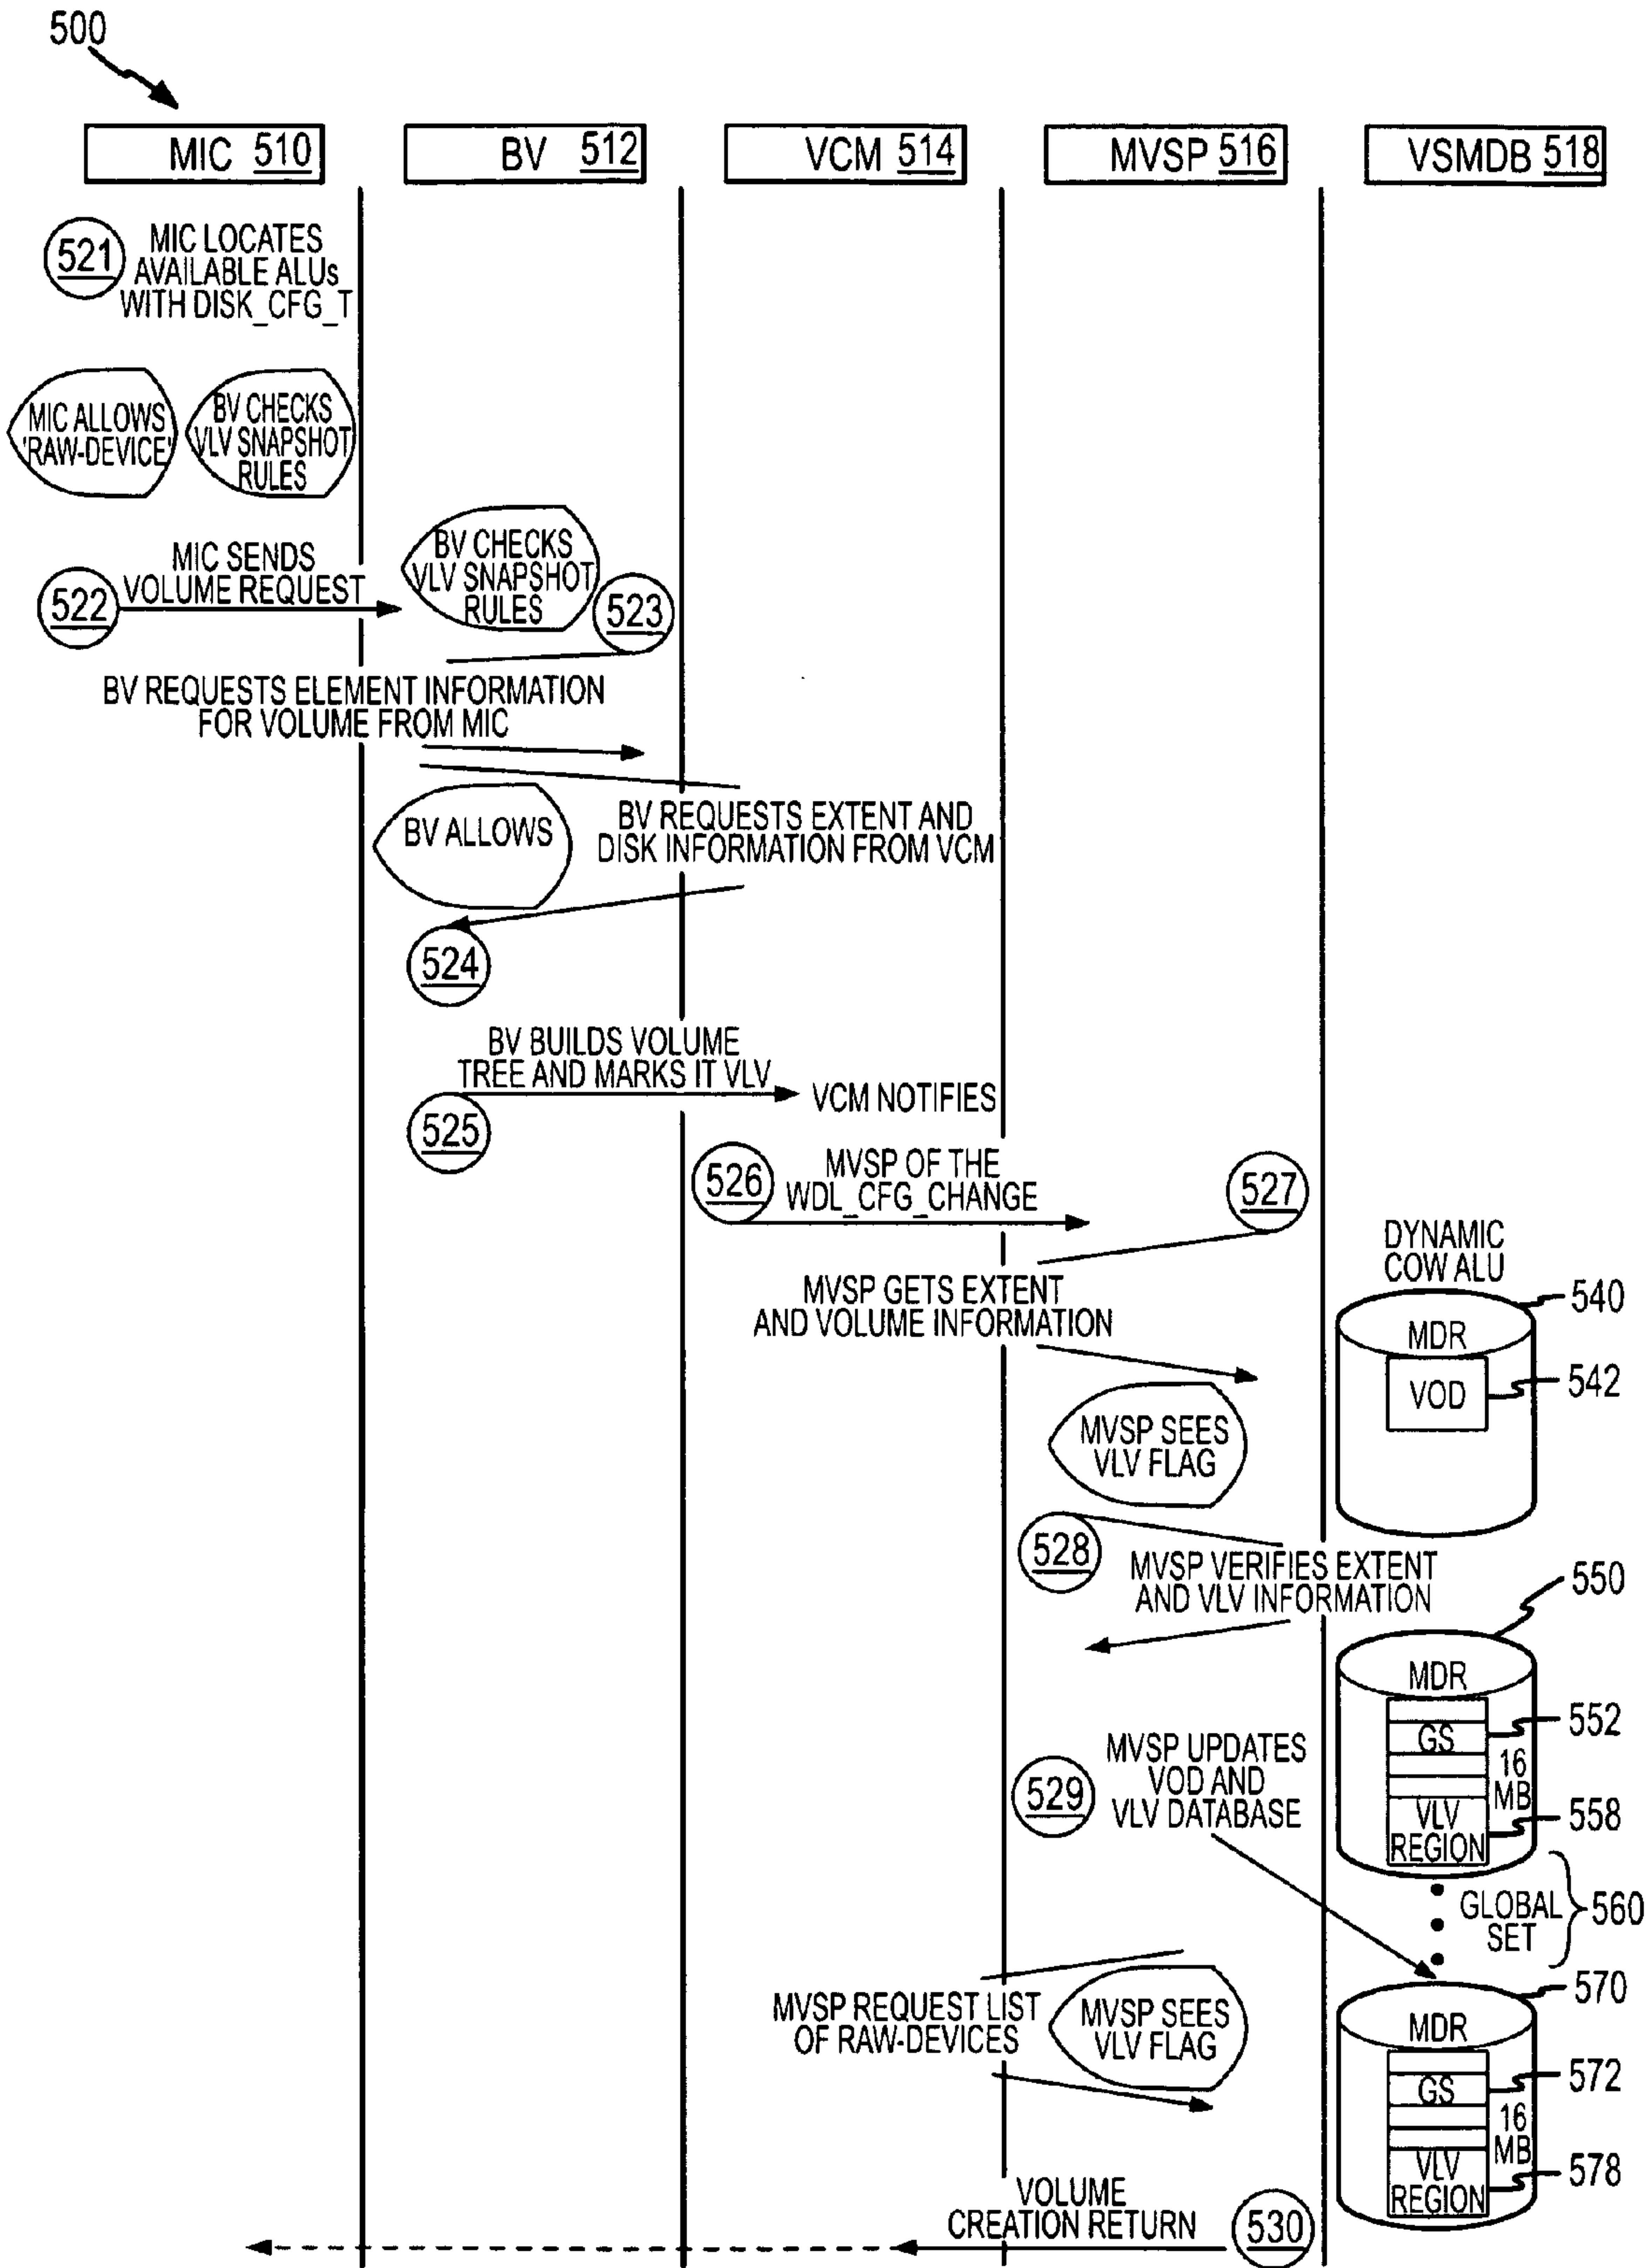 500
MIC 510
BV 512
VCM 514
MVSP 516
VSMDB 518
521
MIC LOCATES
AVAILABLE ALUs
WITH DISK_CFG_T
MIC ALLOWS
'RAW-DEVICE'
BV CHECKS
VLV SNAPSHOT
RULES
522
MIC SENDS
VOLUME REQUEST
BV CHECKS
VLV SNAPSHOT
RULES
523
BV REQUESTS ELEMENT INFORMATION
FOR VOLUME FROM MIC
BV ALLOWS
BV REQUESTS EXTENT AND
DISK INFORMATION FROM VCM
524
BV BUILDS VOLUME
TREE AND MARKS IT VLV
525
VCM NOTIFIES
526
MVSP OF THE
WDL_CFG_CHANGE
527
MVSP GETS EXTENT
AND VOLUME INFORMATION
DYNAMIC
COW ALU
540
MDR
VOD
542
MVSP SEES
VLV FLAG
528
MVSP VERIFIES EXTENT
AND VLV INFORMATION
550
MDR
GS
552
16
MB
VLV
REGION
558
529
MVSP UPDATES
VOD AND
VLV DATABASE
GLOBAL
SET
560
MVSP REQUEST LIST
OF RAW-DEVICES
MVSP SEES
VLV FLAG
570
MDR
GS
572
16
MB
VLV
REGION
578
VOLUME
CREATION RETURN
530